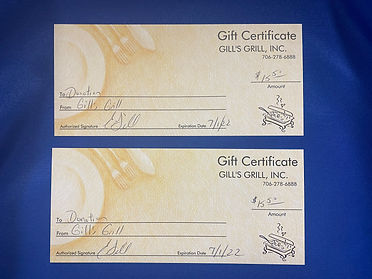 Gift Certificate
GILL'S GRILL, INC.
706-278-6888
$15.00
Amount
To Donation
From Gill's Grill
Authorized Signature
Expiration Date 7/1/22
Gift Certificate
GILL'S GRILL, INC.
706-278-6888
$15.00
Amount
To Donation
From Gill's Grill
Authorized Signature
Expiration Date 7/1/22